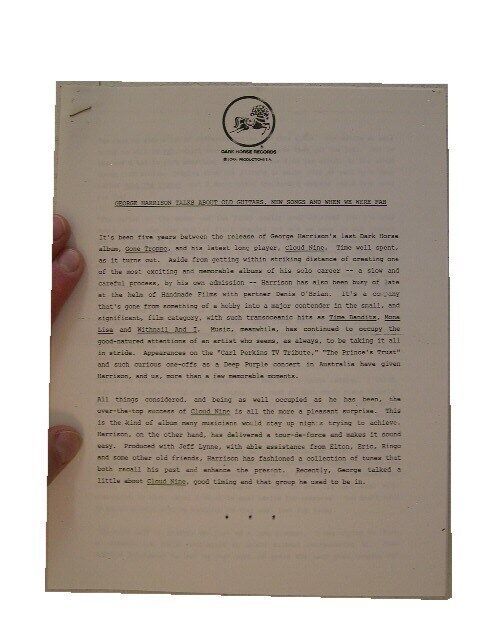 DARK HORSE RECORDS
GEORGE HARRISON TALKS ABOUT OLD GUITARS, NEW SONGS AND WHEN WE WERE FAB
It's been five years between the release of George Harrison's last Dark Horse
album, Gone Troppo, and his latest long player, Cloud Nine. Time well spent,
as it turns out. Aside from getting within striking distance of creating one
of the most exciting and memorable albums of his solo career -- a slow and
careful process, by his own admission -- Harrison has also been busy of late
at the helm of Handmade Films with partner Denis O'Brian. It's a company
that's gone from something of a hobby into a major contender in the small, and
significant, film category, with such transoceanic hits as Time Bandits, Mona
Lisa and Withnail And I. Music, meanwhile, has continued to occupy the
good-natured attentions of an artist who seems, as always, to be taking it all
in stride. Appearances on the "Carl Perkins TV Tribute," "The Prince's Trust"
and such curious one-offs as a Deep Purple concert in Australia have given
Harrison, and us, more than a few memorable moments.
All things considered, and being as well occupied as he has been, the
over-the-top success of Cloud Nine is all the more a pleasant surprise. This
is the kind of album many musicians would stay up nights trying to achieve.
Harrison, on the other hand, has delivered a tour-de-force and makes it sound
easy. Produced with Jeff Lynne, with able assistance from Elton, Eric, Ringo
and some other old friends, Harrison has fashioned a collection of tunes that
both recall his past and enhance the present. Recently, George talked a
little about Cloud Nine, good timing and that group he used to be in.
* * *